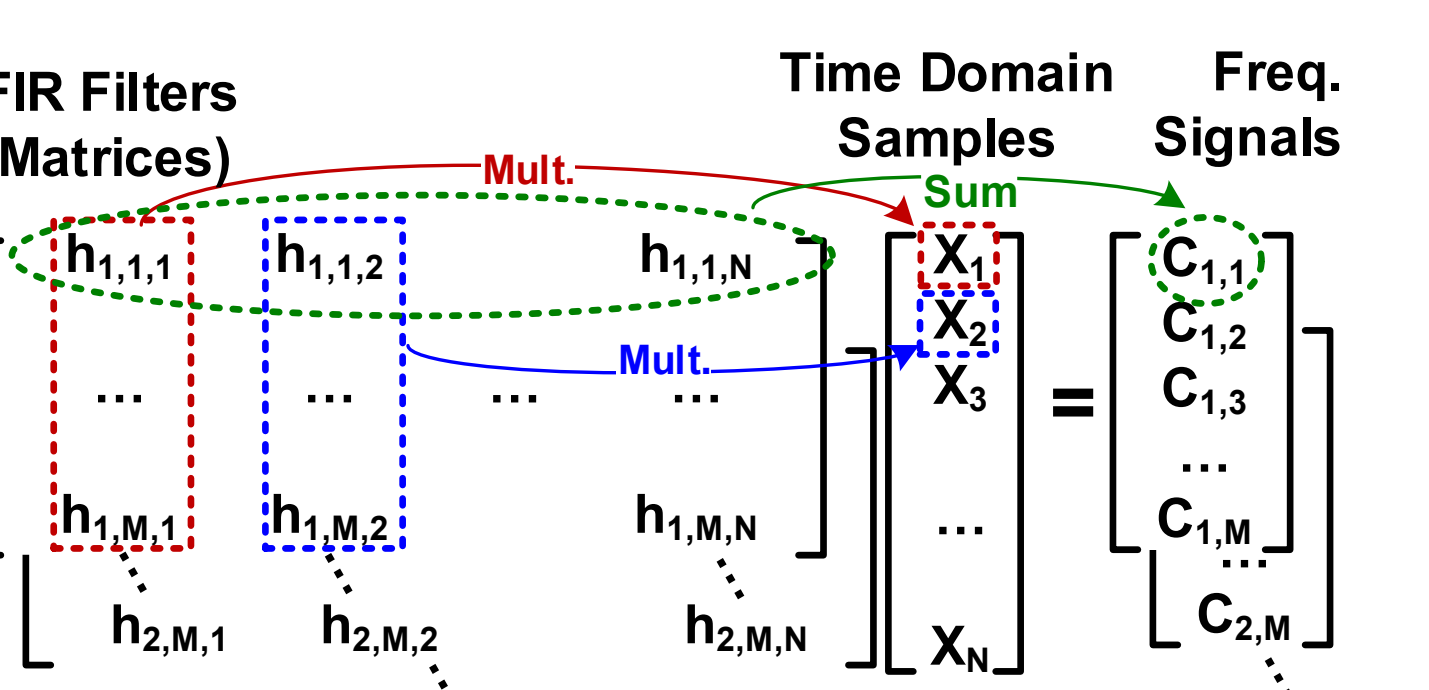 FIR Filters
Matrices)
Time Domain
Samples
Freq.
Signals
Mult.
Sum
h1,1,1 h1,1,2 h1,1,N
X1
C1,1
X2
C1,2
Mult.
X3
C1,3
... ... ... ...
=
...
h1,M,1 h1,M,2 h1,M,N
...
C1,M
...
h2,M,1 h2,M,2 h2,M,N
XN
C2,M